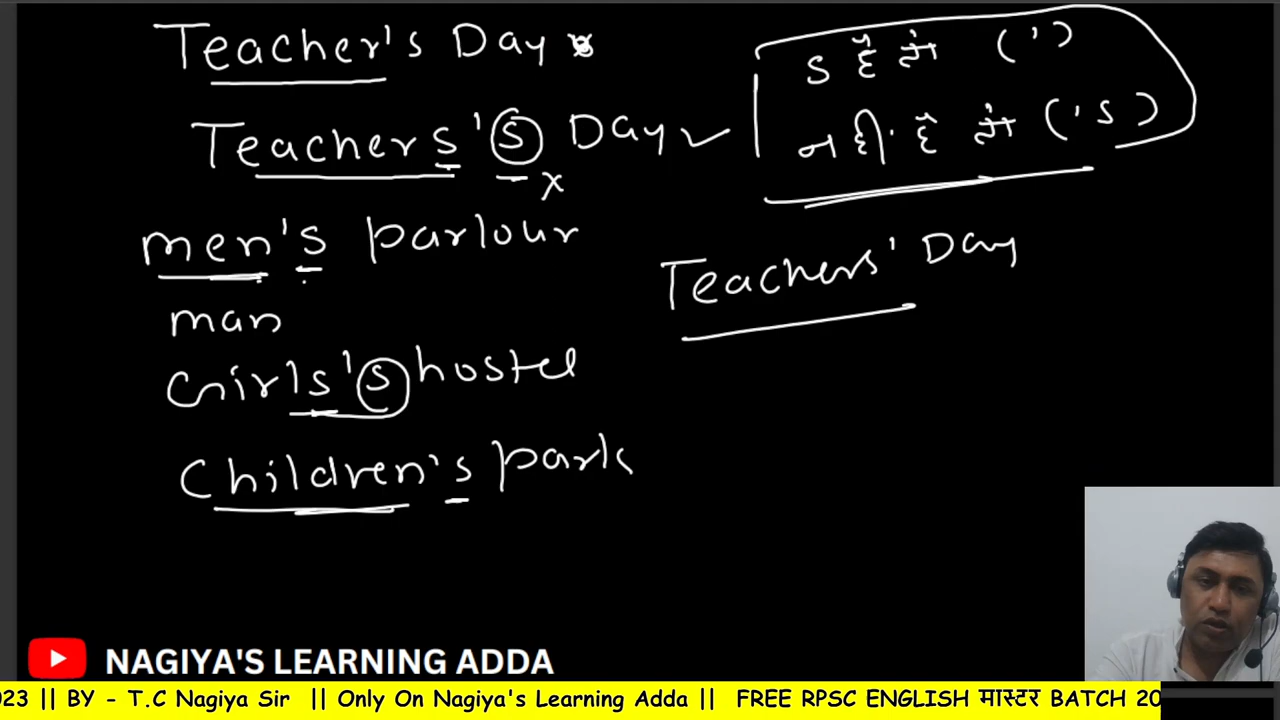 Teacher's Day
Teachers's Day ✓
x
men's parlour
man
Girls's hostel
Children's park
s है तो (')
नहीं है तो ('s)
Teachers' Day
NAGIYA'S LEARNING ADDA
023 || BY - T.C Nagiya Sir || Only On Nagiya's Learning Adda || FREE RPSC ENGLISH मास्टर BATCH 20